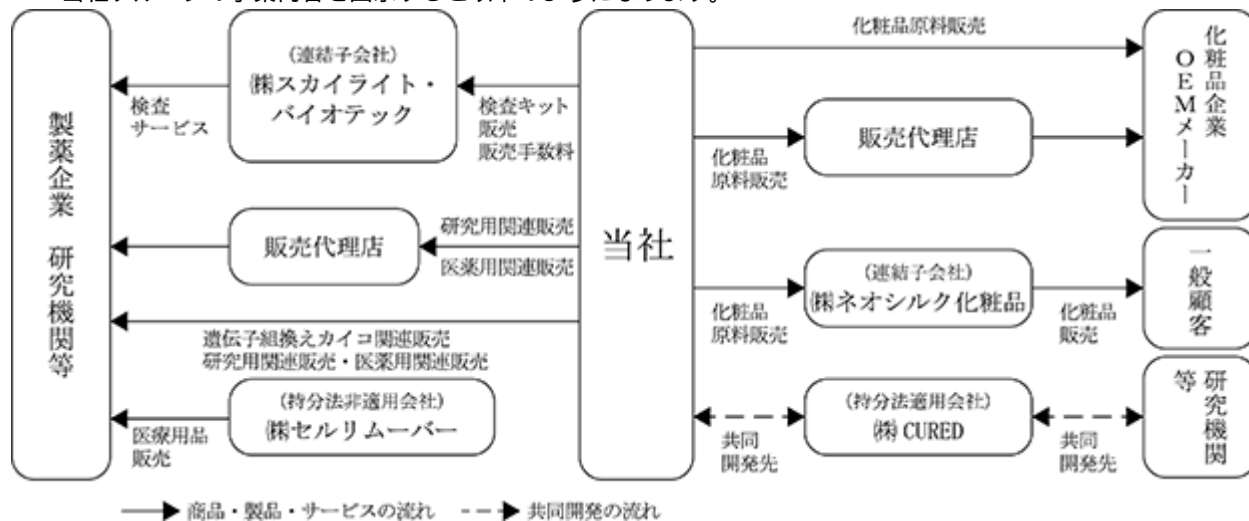 製薬企業 研究機関等
検査
サービス
(連結子会社)
㈱スカイライト・
バイオテック
検査キット
販売
販売手数料
販売代理店
研究用関連販売
医薬用関連販売
遺伝子組換えカイコ関連販売
研究用関連販売・医薬用関連販売
医療用品
販売
(持分法非適用会社)
㈱セルリムーバー
当社
化粧品原料販売
化粧品
原料販売
販売代理店
化粧品企業
OEMメーカー
化粧品
原料販売
(連結子会社)
㈱ネオシルク化粧品
化粧品
販売
一般顧客
共同
開発先
(持分法適用会社)
㈱ CURED
共同
開発先
研究機関
等
商品・製品・サービスの流れ
共同開発の流れ